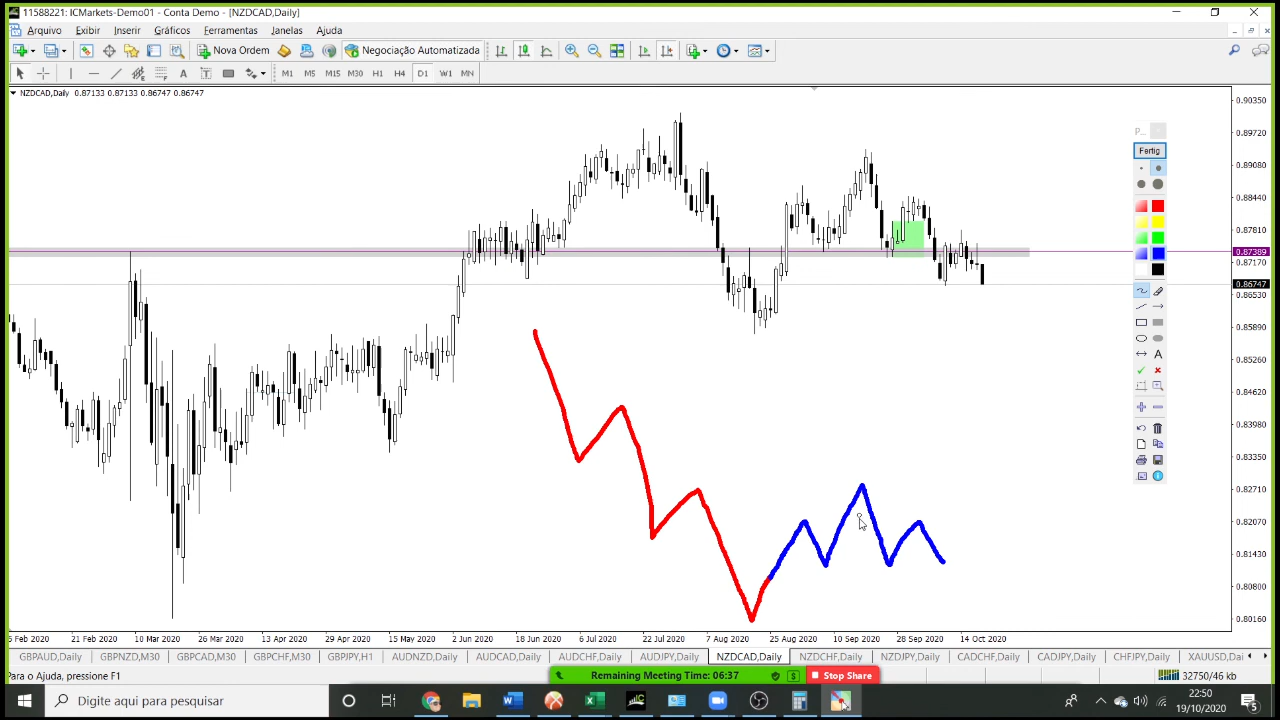 11588221: ICMarkets-Demo01 - Conta Demo - [NZDCAD,Daily]
Arquivo Exibir Inserir Gráficos Ferramentas Janelas Ajuda
Nova Ordem Negociação Automatizada
A T M1 M5 M15 M30 H1 H4 D1 W1 MN
NZDCAD,Daily 0.87133 0.87133 0.86747 0.86747
0.90350
0.89720
0.89080
0.88440
0.87810
0.87389
0.87170
0.86747
0.86530
0.85890
0.85260
0.84620
0.83980
0.83350
0.82710
0.82070
0.81430
0.80800
0.80160
P...
Fertig
A
21 Feb 2020 10 Mar 2020 26 Mar 2020 13 Apr 2020 29 Apr 2020 15 May 2020 2 Jun 2020 18 Jun 2020 6 Jul 2020 22 Jul 2020 7 Aug 2020 25 Aug 2020 10 Sep 2020 28 Sep 2020 14 Oct 2020
GBPAUD,Daily GBPNZD,M30 GBPCAD,M30 GBPCHF,M30 GBPJPY,H1 AUDNZD,Daily AUDCAD,Daily AUDCHF,Daily AUDJPY,Daily NZDCAD,Daily NZDCHF,Daily NZDJPY,Daily CADCHF,Daily CADJPY,Daily CHFJPY,Daily XAUUSD,Daily
Para o Ajuda, pressione F1
Remaining Meeting Time: 06:37 Stop Share
32750/46 kb
Digite aqui para pesquisar
22:50
19/10/2020
5